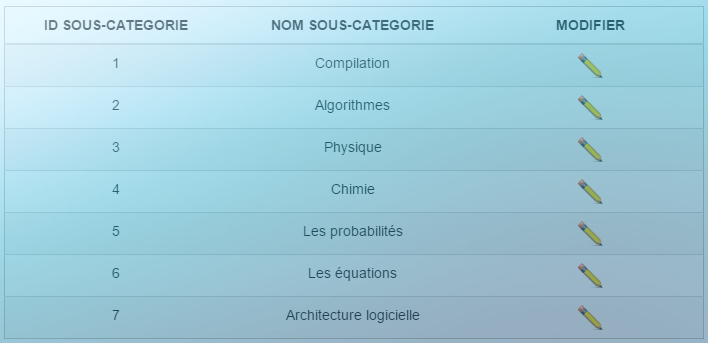 ID SOUS-CATEGORIE NOM SOUS-CATEGORIE MODIFIER
1 Compilation
2 Algorithmes
3 Physique
4 Chimie
5 Les probabilités
6 Les équations
7 Architecture logicielle